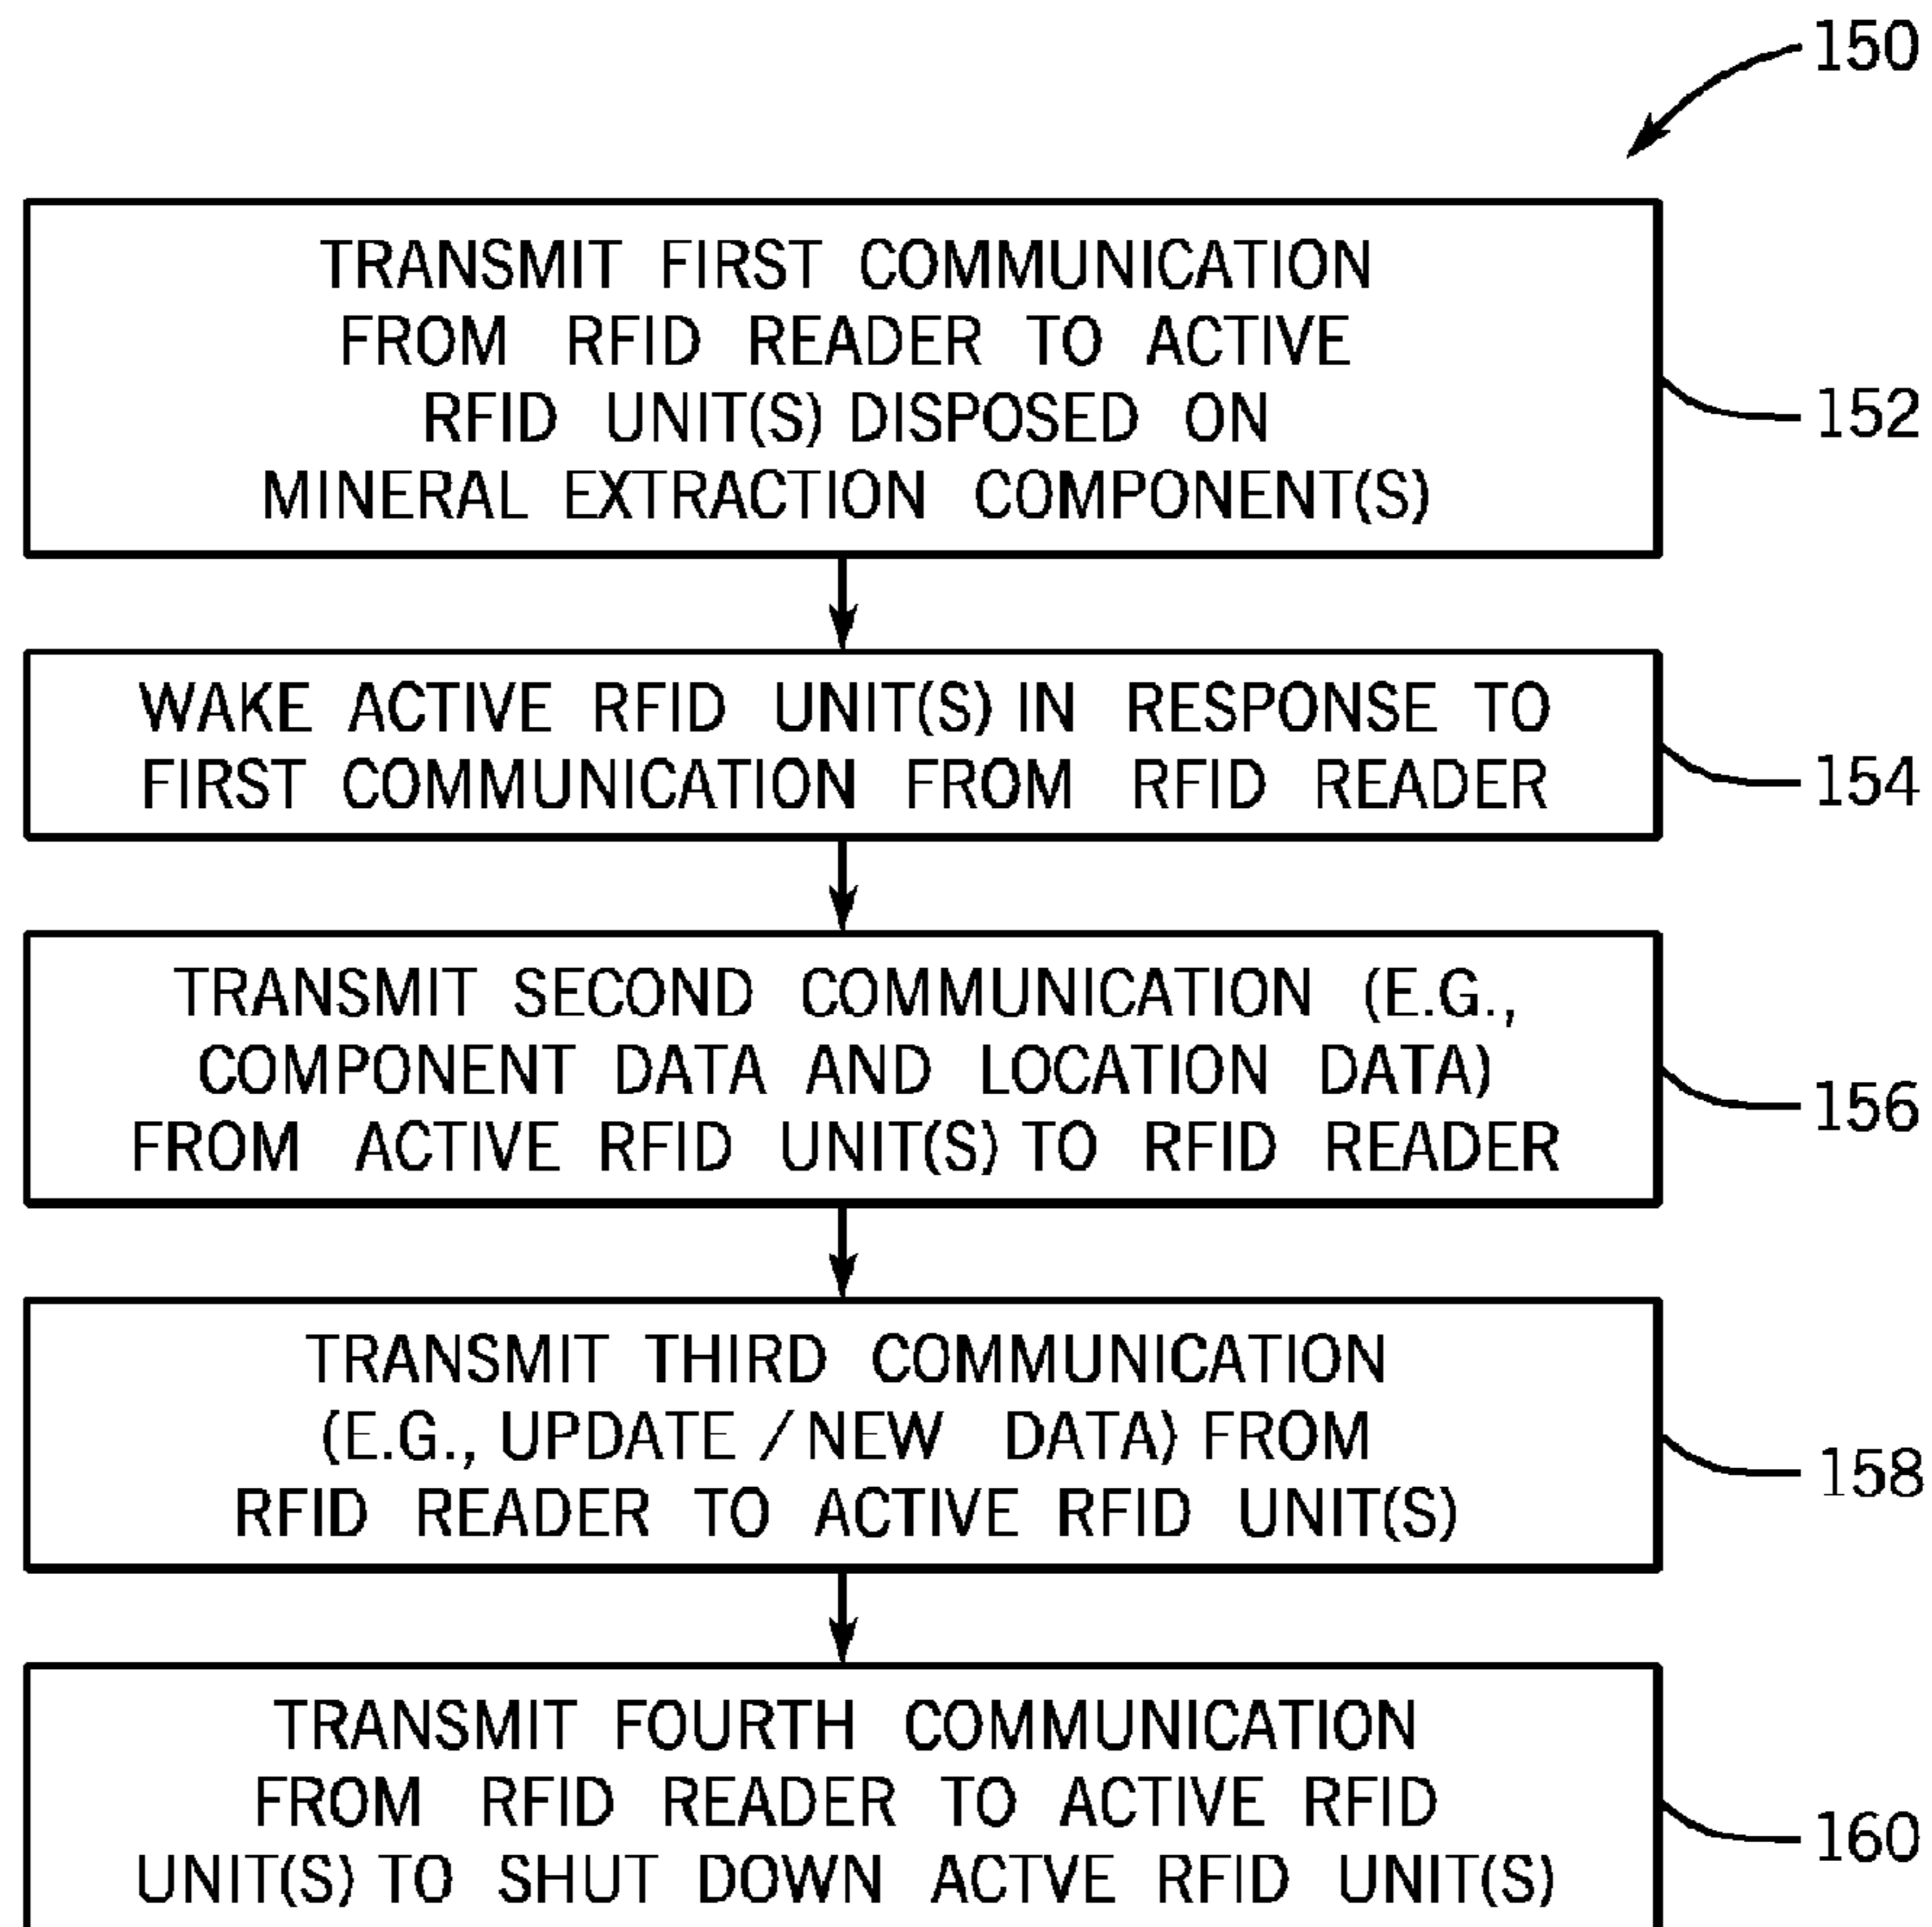 150
TRANSMIT FIRST COMMUNICATION
FROM RFID READER TO ACTIVE
RFID UNIT(S) DISPOSED ON
MINERAL EXTRACTION COMPONENT(S)
152
WAKE ACTIVE RFID UNIT(S) IN RESPONSE TO
FIRST COMMUNICATION FROM RFID READER
154
TRANSMIT SECOND COMMUNICATION (E.G.,
COMPONENT DATA AND LOCATION DATA)
FROM ACTIVE RFID UNIT(S) TO RFID READER
156
TRANSMIT THIRD COMMUNICATION
(E.G., UPDATE / NEW DATA) FROM
RFID READER TO ACTIVE RFID UNIT(S)
158
TRANSMIT FOURTH COMMUNICATION
FROM RFID READER TO ACTIVE RFID
UNIT(S) TO SHUT DOWN ACTVE RFID UNIT(S)
160